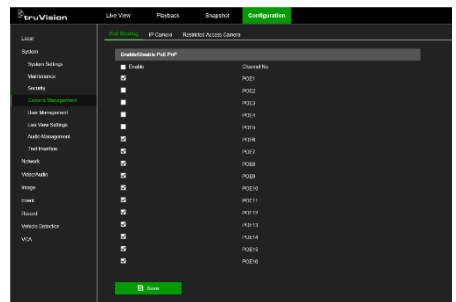 truVision Live View Playback Snapshot Configuration
Local PoE Binding IP Camera Restricted Access Camera
System Enable/Disable PoE PnP
System Settings Enable Channel No.
Maintenance POE1
Security POE2
Camera Management POE3
User Management POE4
Live View Settings POE5
Audio Management POE6
Text Insertion POE7
Network POE8
Video/Audio POE9
Image POE10
Event POE11
Record POE12
Vehicle Detection POE13
VCA POE14
POE15
POE16
Save